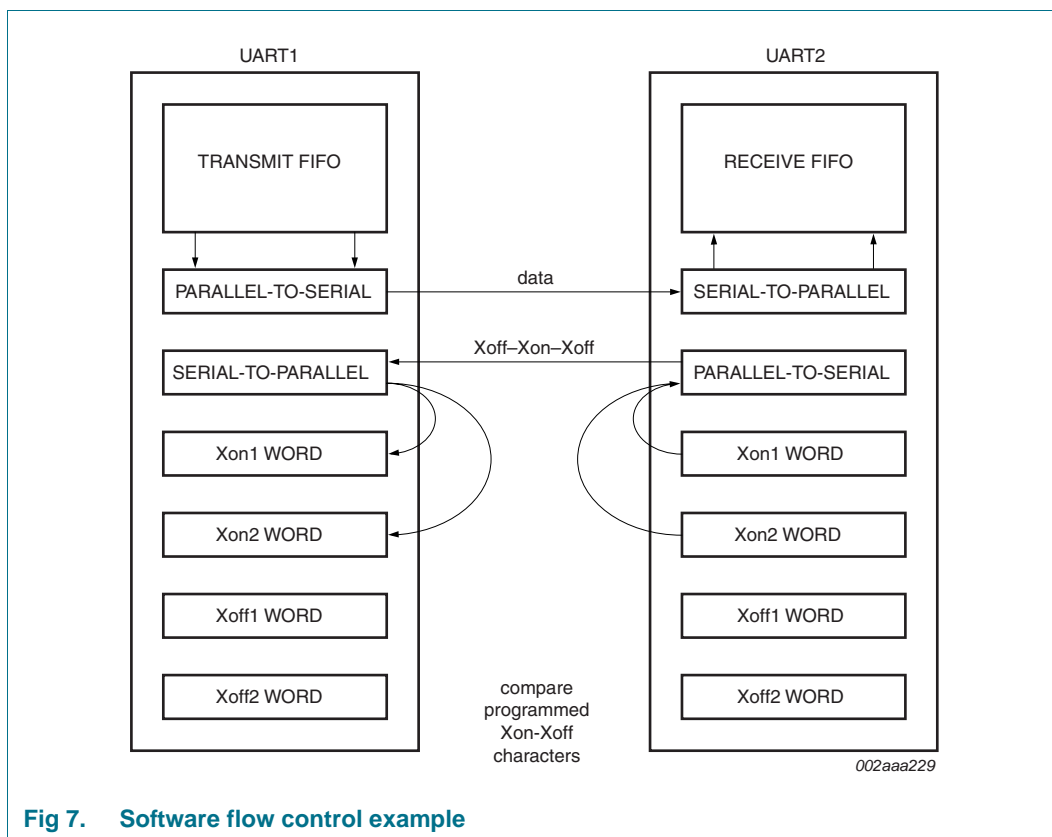 UART1
UART2
TRANSMIT FIFO
RECEIVE FIFO
PARALLEL-TO-SERIAL
data
SERIAL-TO-PARALLEL
Xoff–Xon–Xoff
SERIAL-TO-PARALLEL
PARALLEL-TO-SERIAL
Xon1 WORD
Xon1 WORD
Xon2 WORD
Xon2 WORD
Xoff1 WORD
Xoff1 WORD
Xoff2 WORD
Xoff2 WORD
compare
programmed
Xon-Xoff
characters
002aaa229
Fig 7. Software flow control example